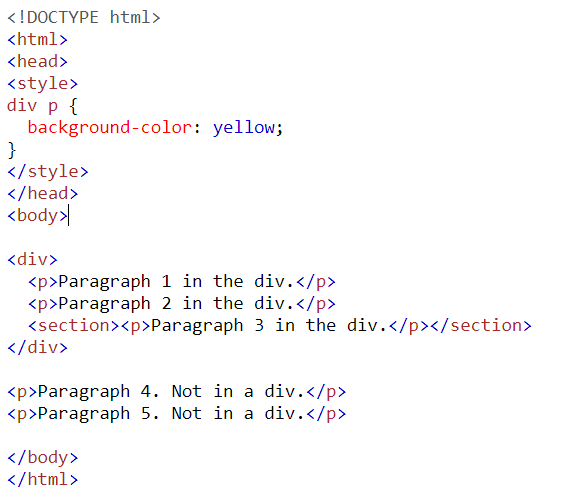 <!DOCTYPE html>
<html>
<head>
<style>
div p {
  background-color: yellow;
}
</style>
</head>
<body>

<div>
  <p>Paragraph 1 in the div.</p>
  <p>Paragraph 2 in the div.</p>
  <section><p>Paragraph 3 in the div.</p></section>
</div>

<p>Paragraph 4. Not in a div.</p>
<p>Paragraph 5. Not in a div.</p>

</body>
</html>